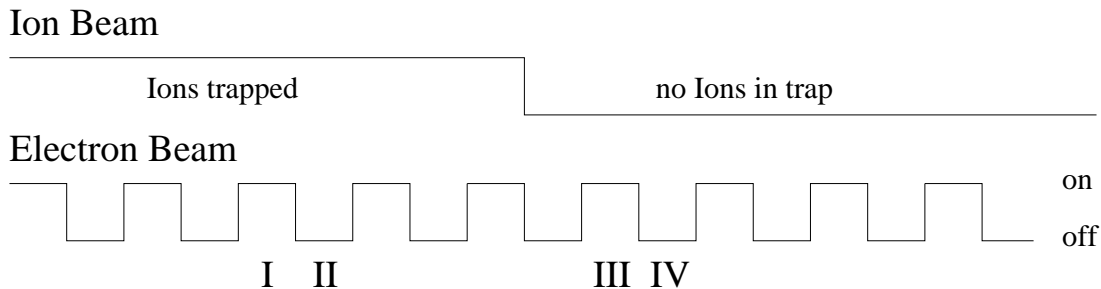 Ion Beam
Ions trapped no Ions in trap
Electron Beam
on
off
I II III IV